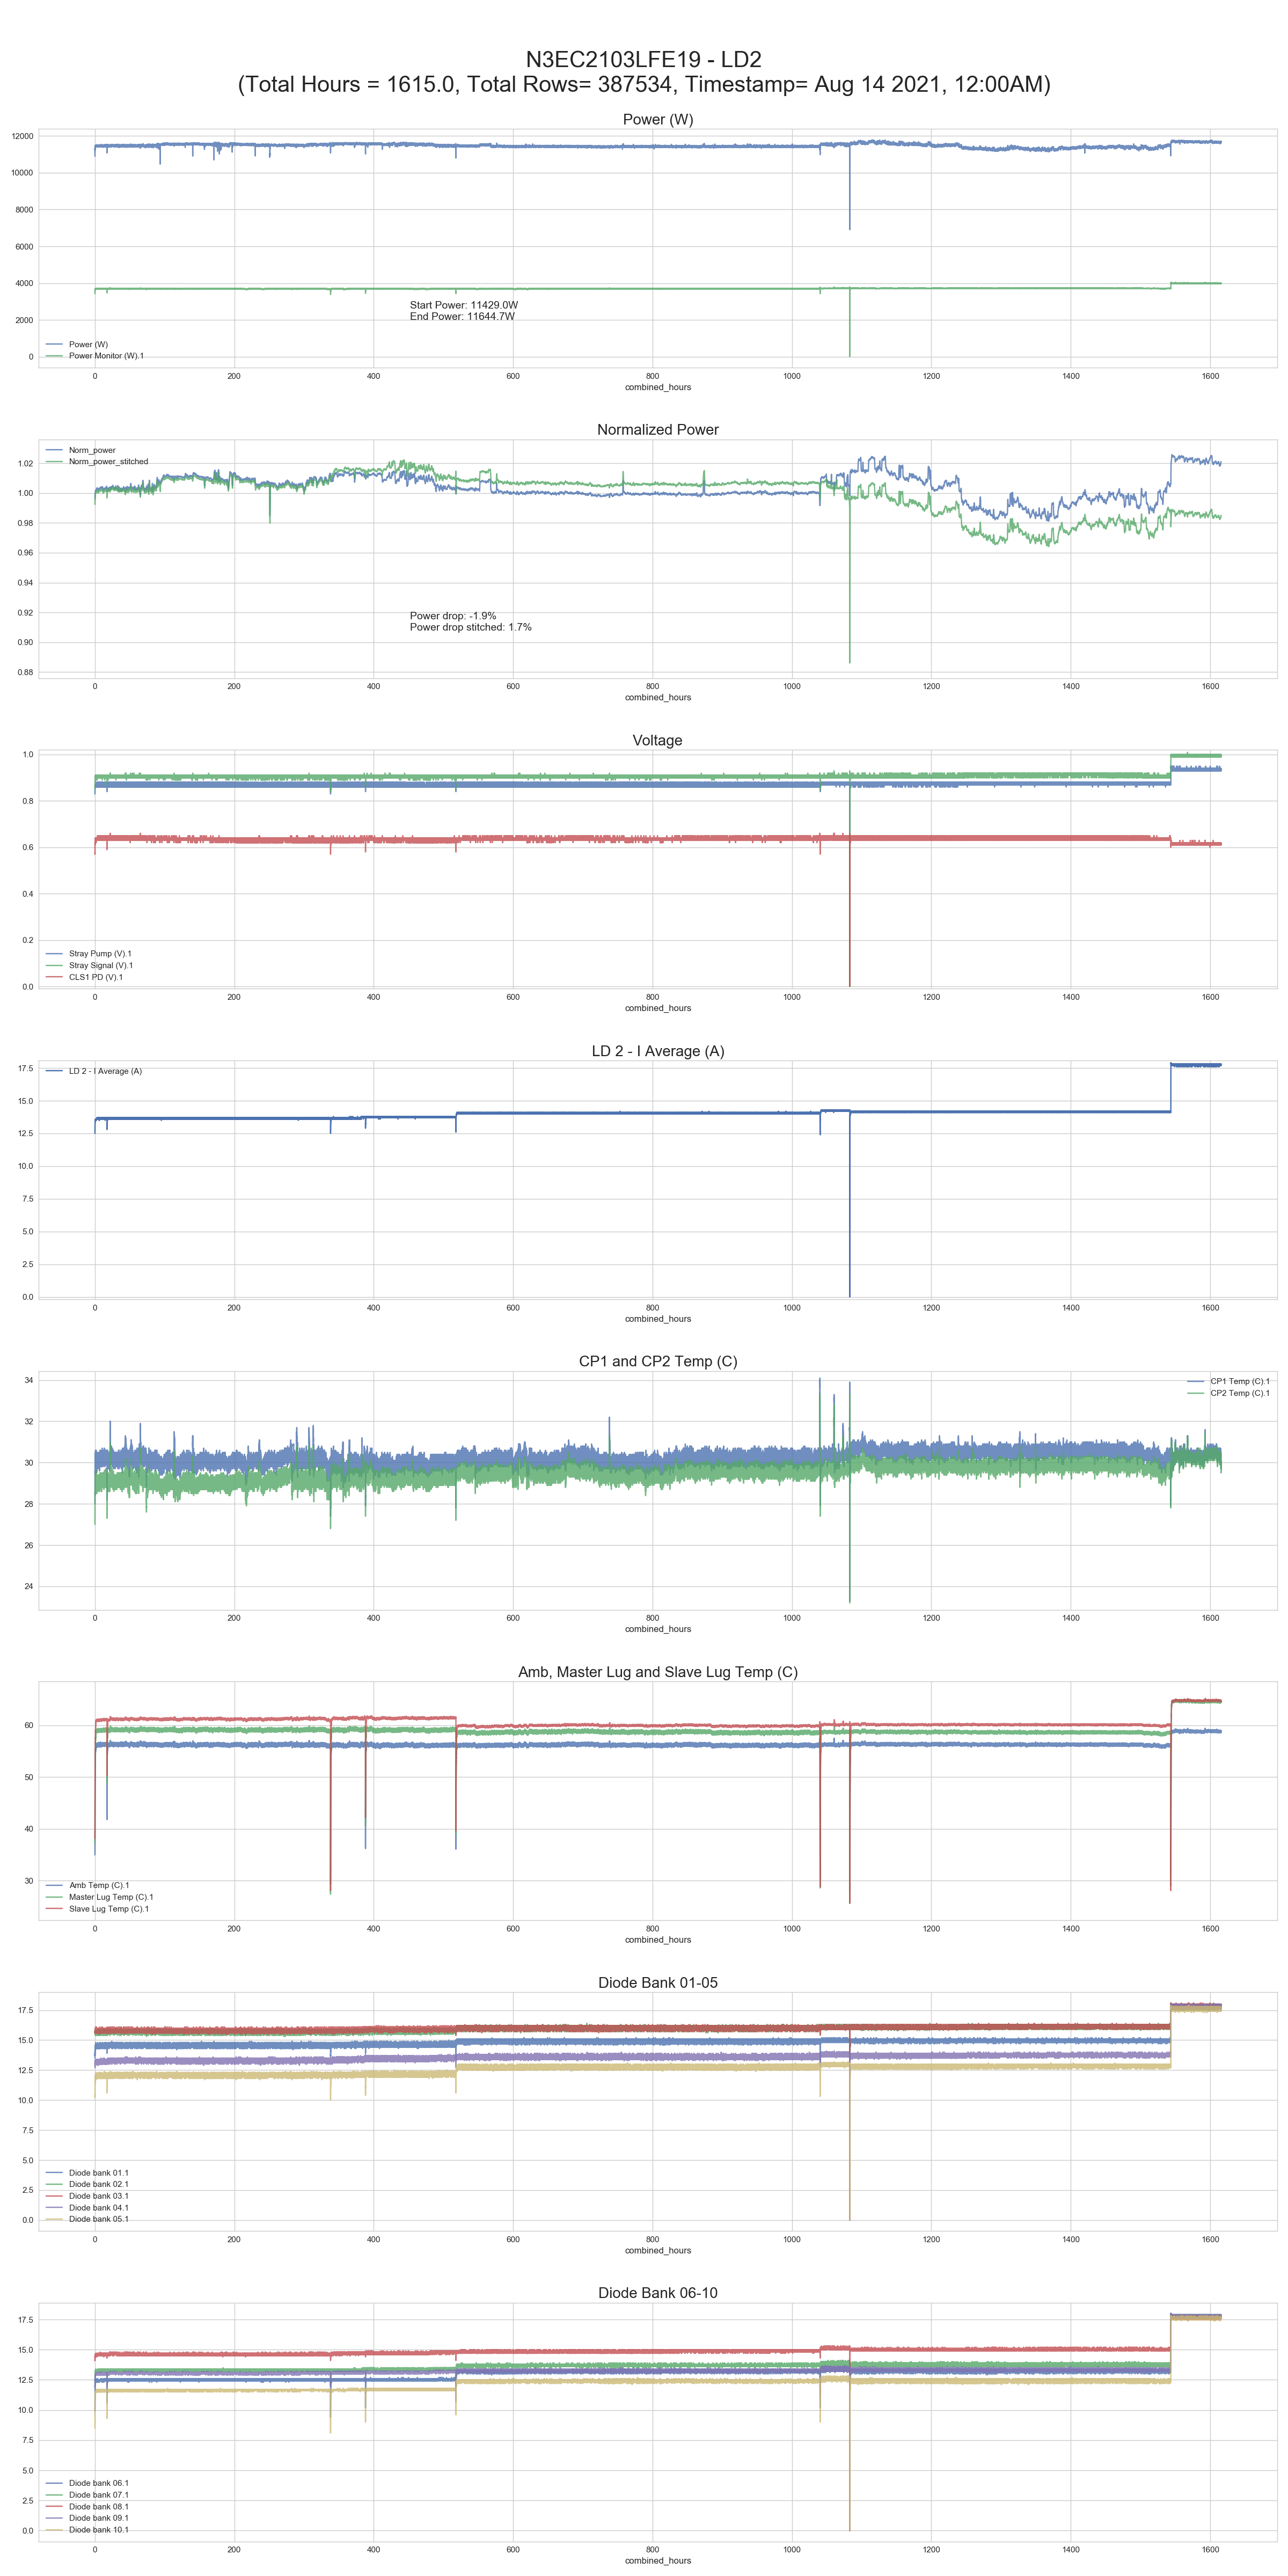 N3EC2103LFE19 - LD2
(Total Hours = 1615.0, Total Rows= 387534, Timestamp= Aug 14 2021, 12:00AM)
Power (W)
12000
10000
8000
6000
4000
2000
0
Start Power: 11429.0W
End Power: 11644.7W
Power (W)
Power Monitor (W).1
0 200 400 600 800 1000 1200 1400 1600
combined_hours
Normalized Power
Norm_power
Norm_power_stitched
1.02
1.00
0.98
0.96
0.94
0.92
0.90
0.88
Power drop: -1.9%
Power drop stitched: 1.7%
0 200 400 600 800 1000 1200 1400 1600
combined_hours
Voltage
1.0
0.8
0.6
0.4
0.2
0.0
Stray Pump (V).1
Stray Signal (V).1
CLS1 PD (V).1
0 200 400 600 800 1000 1200 1400 1600
combined_hours
LD 2 - I Average (A)
LD 2 - I Average (A)
17.5
15.0
12.5
10.0
7.5
5.0
2.5
0.0
0 200 400 600 800 1000 1200 1400 1600
combined_hours
CP1 and CP2 Temp (C)
CP1 Temp (C).1
CP2 Temp (C).1
34
32
30
28
26
24
0 200 400 600 800 1000 1200 1400 1600
combined_hours
Amb, Master Lug and Slave Lug Temp (C)
60
50
40
30
Amb Temp (C).1
Master Lug Temp (C).1
Slave Lug Temp (C).1
0 200 400 600 800 1000 1200 1400 1600
combined_hours
Diode Bank 01-05
17.5
15.0
12.5
10.0
7.5
5.0
2.5
0.0
Diode bank 01.1
Diode bank 02.1
Diode bank 03.1
Diode bank 04.1
Diode bank 05.1
0 200 400 600 800 1000 1200 1400 1600
combined_hours
Diode Bank 06-10
17.5
15.0
12.5
10.0
7.5
5.0
2.5
0.0
Diode bank 06.1
Diode bank 07.1
Diode bank 08.1
Diode bank 09.1
Diode bank 10.1
0 200 400 600 800 1000 1200 1400 1600
combined_hours